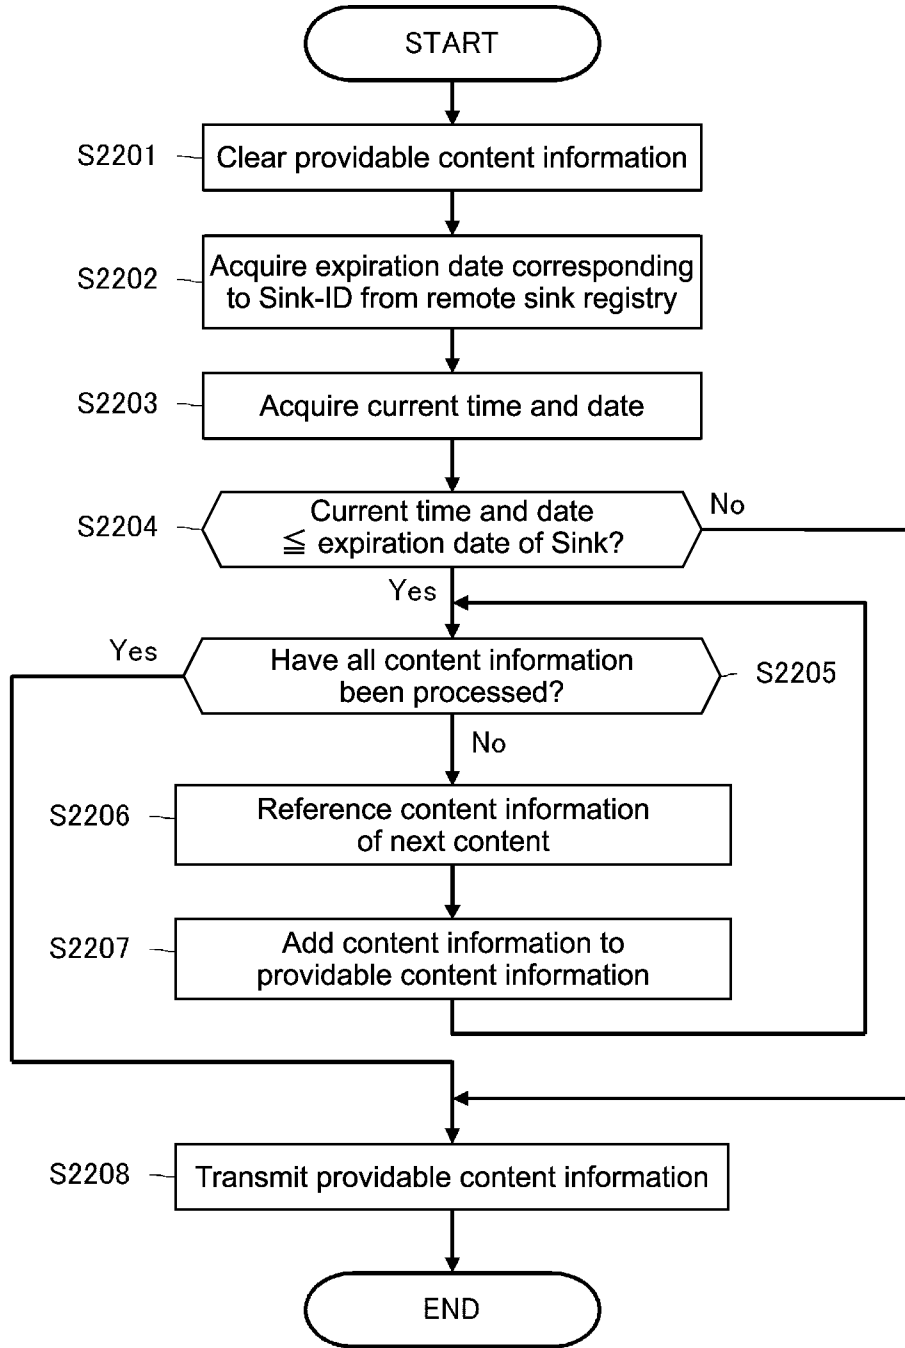 START
S2201
Clear providable content information
S2202
Acquire expiration date corresponding
to Sink-ID from remote sink registry
S2203
Acquire current time and date
S2204
Current time and date
≦ expiration date of Sink?
No
Yes
Yes
Have all content information
been processed?
S2205
No
S2206
Reference content information
of next content
S2207
Add content information to
providable content information
S2208
Transmit providable content information
END